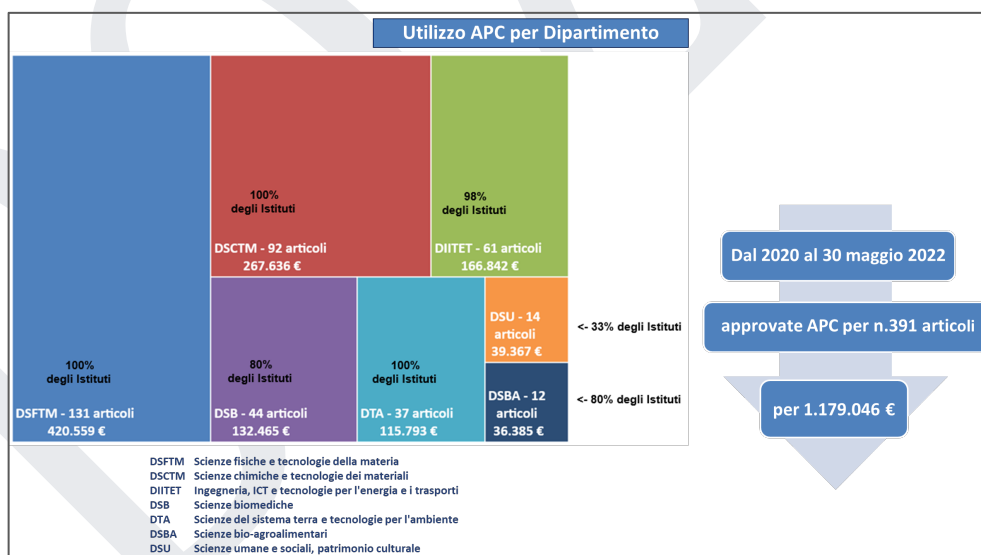 Utilizzo APC per Dipartimento
100%
degli Istituti
DSFTM - 131 articoli
420.559 €
100%
degli Istituti
DSCTM - 92 articoli
267.636 €
98%
degli Istituti
DIITET - 61 articoli
166.842 €
80%
degli Istituti
DSB - 44 articoli
132.465 €
100%
degli Istituti
DTA - 37 articoli
115.793 €
DSU - 14
articoli
39.367 €
<- 33% degli Istituti
DSBA - 12
articoli
36.385 €
<- 80% degli Istituti
DSFTM Scienze fisiche e tecnologie della materia
DSCTM Scienze chimiche e tecnologie dei materiali
DIITET Ingegneria, ICT e tecnologie per l'energia e i trasporti
DSB Scienze biomediche
DTA Scienze del sistema terra e tecnologie per l'ambiente
DSBA Scienze bio-agroalimentari
DSU Scienze umane e sociali, patrimonio culturale
Dal 2020 al 30 maggio 2022
approvate APC per n.391 articoli
per 1.179.046 €